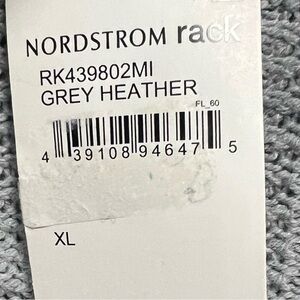 NORDSTROM rack
RK439802MI
GREY HEATHER
FL_60
4 39108 94647 5
XL